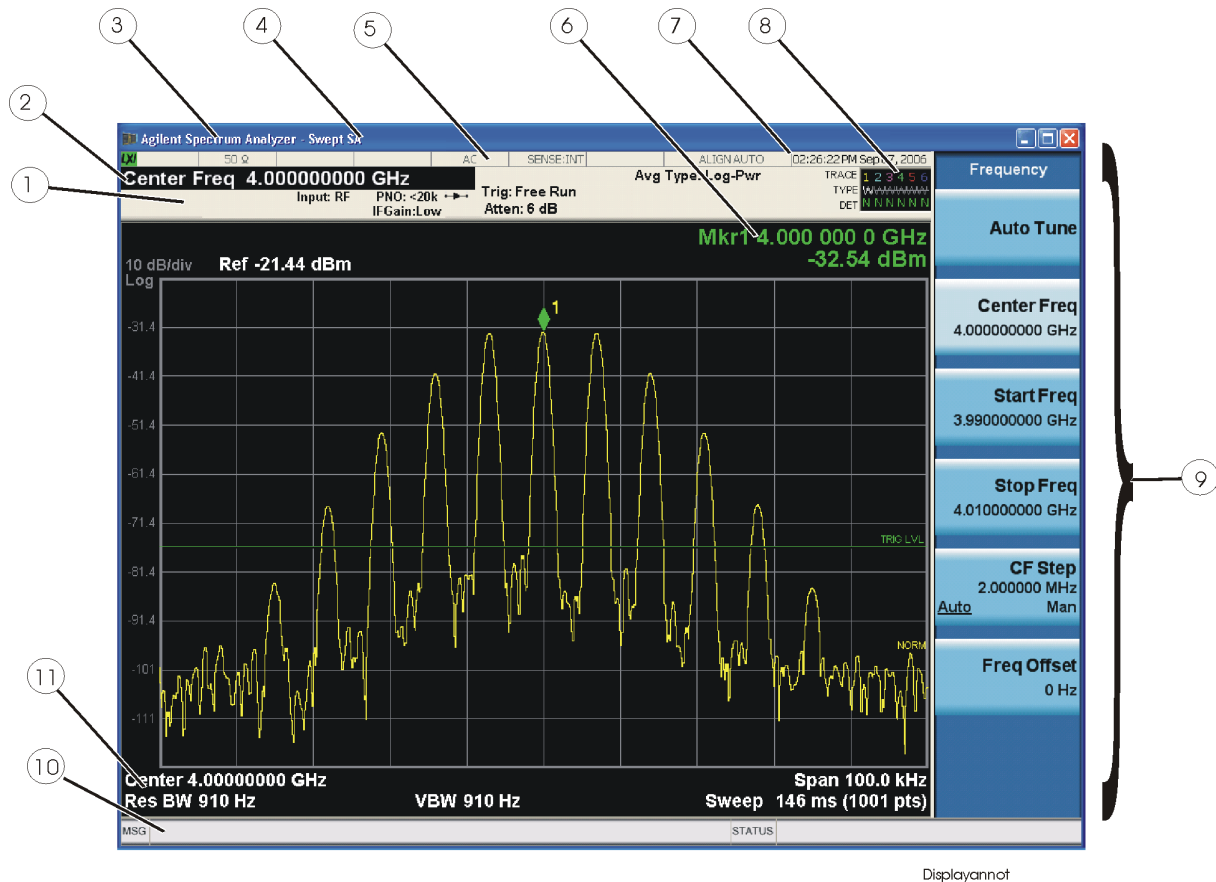 3
4
5
6
7
8
2
1
Agilent Spectrum Analyzer - Swept SA
LXI 50 Ω AC SENSE:INT ALIGN AUTO 02:26:22 PM Sep 07, 2006
Center Freq 4.000000000 GHz
Input: RF
PNO: <20k
IFGain:Low
Trig: Free Run
Atten: 6 dB
Avg Type: Log-Pwr
TRACE 1 2 3 4 5 6
TYPE
DET N N N N N N
Mkr1 4.000 000 0 GHz
-32.54 dBm
10 dB/div Ref -21.44 dBm
Log
1
-31.4
-41.4
-51.4
-61.4
-71.4
TRIG LVL
-81.4
-91.4
NORM
-101
-111
Center 4.00000000 GHz Span 100.0 kHz
Res BW 910 Hz VBW 910 Hz Sweep 146 ms (1001 pts)
MSG STATUS
Frequency
Auto Tune
Center Freq
4.000000000 GHz
Start Freq
3.990000000 GHz
Stop Freq
4.010000000 GHz
CF Step
2.000000 MHz
Auto Man
Freq Offset
0 Hz
9
11
10
Displayannot